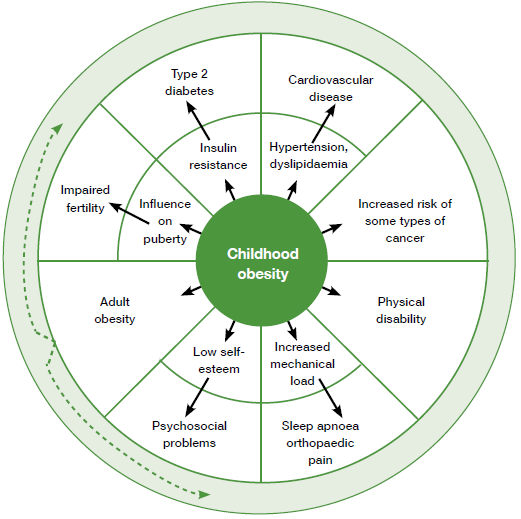 Type 2
diabetes
Cardiovascular
disease
Insulin
resistance
Hypertension,
dyslipidaemia
Impaired
fertility
Influence
on
puberty
Increased risk of
some types of
cancer
Childhood
obesity
Adult
obesity
Physical
disability
Low self-
esteem
Increased
mechanical
load
Psychosocial
problems
Sleep apnoea
orthopaedic
pain